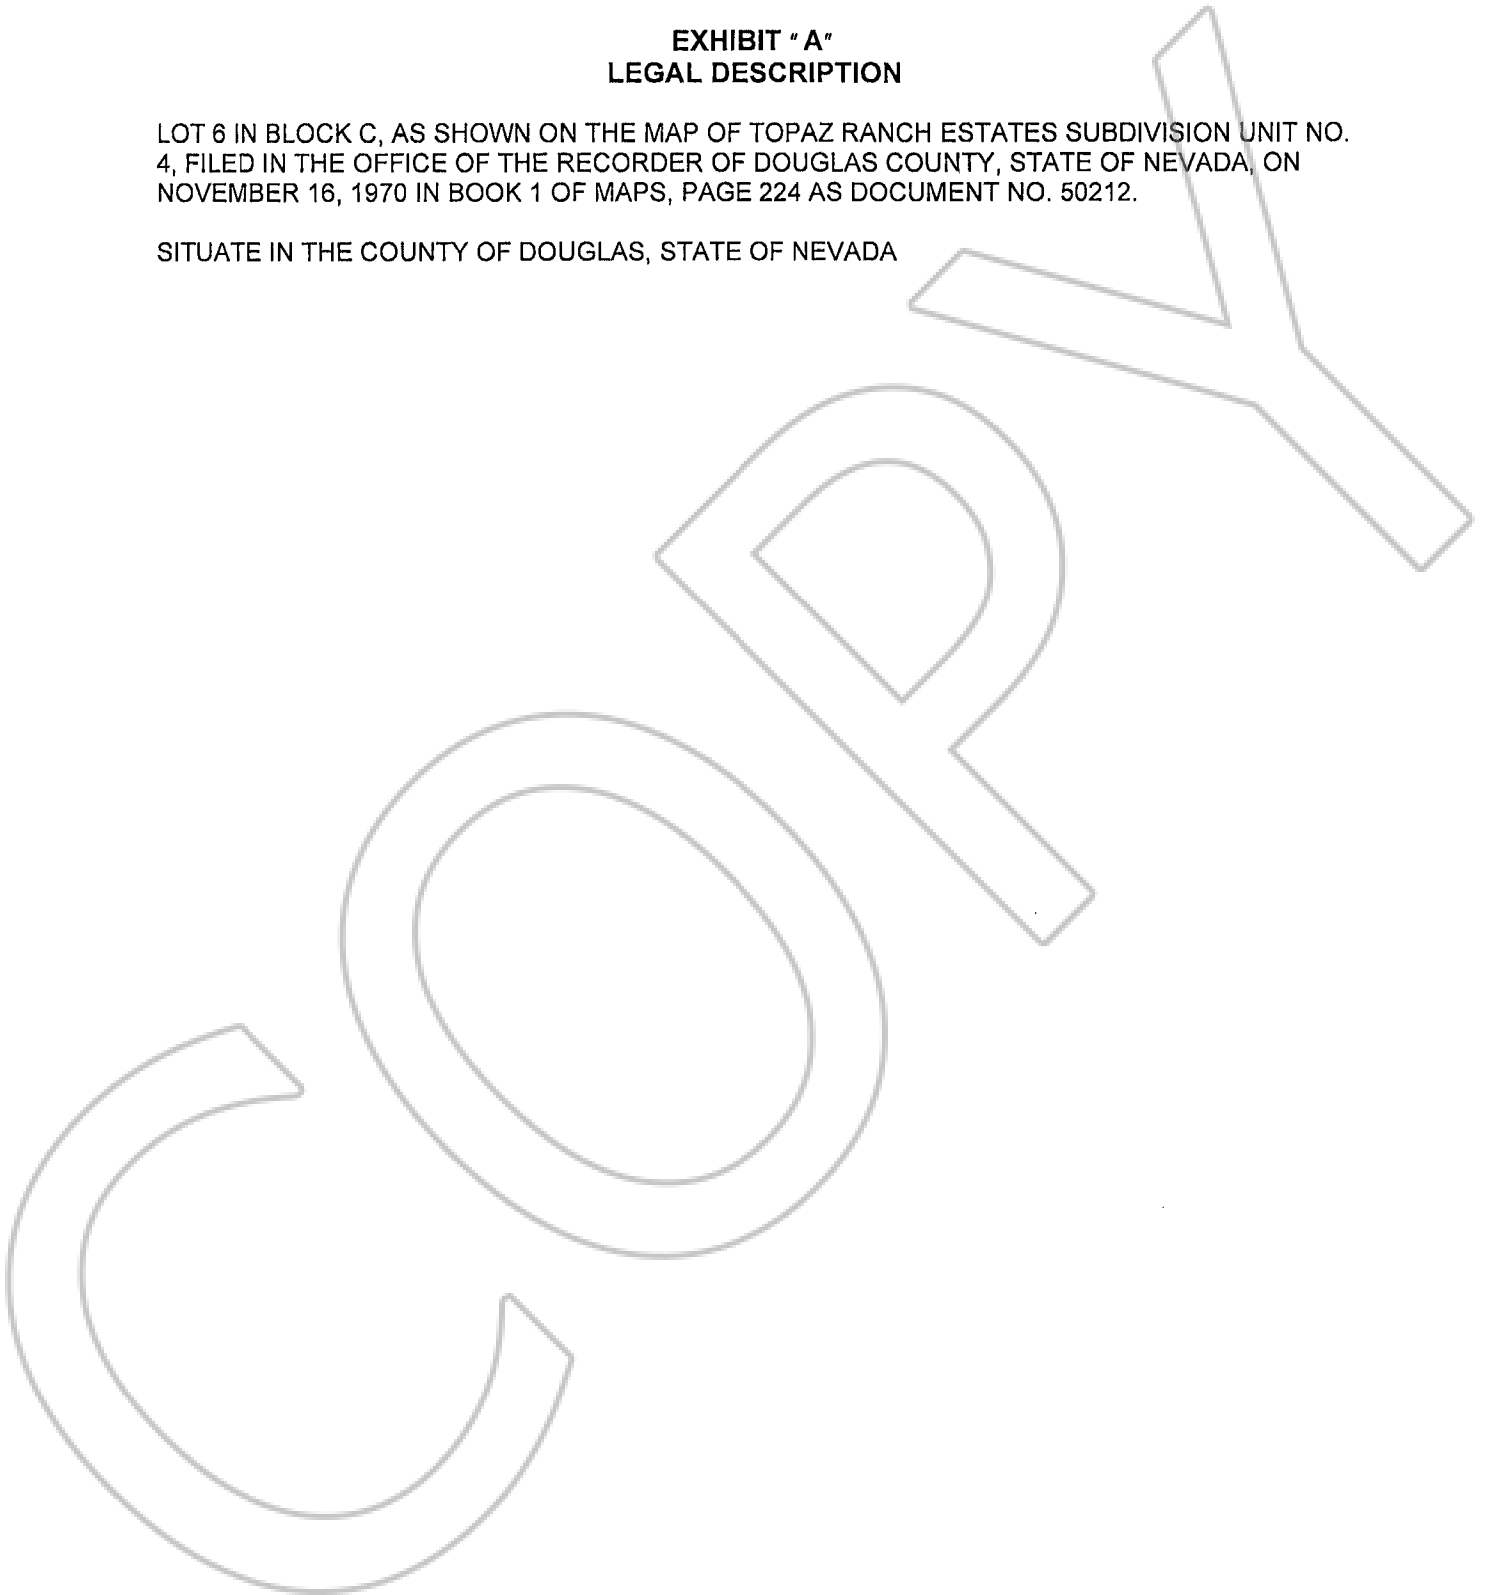 EXHIBIT "A"
LEGAL DESCRIPTION
LOT 6 IN BLOCK C, AS SHOWN ON THE MAP OF TOPAZ RANCH ESTATES SUBDIVISION UNIT NO.
4, FILED IN THE OFFICE OF THE RECORDER OF DOUGLAS COUNTY, STATE OF NEVADA, ON
NOVEMBER 16, 1970 IN BOOK 1 OF MAPS, PAGE 224 AS DOCUMENT NO. 50212.
SITUATE IN THE COUNTY OF DOUGLAS, STATE OF NEVADA
COPY